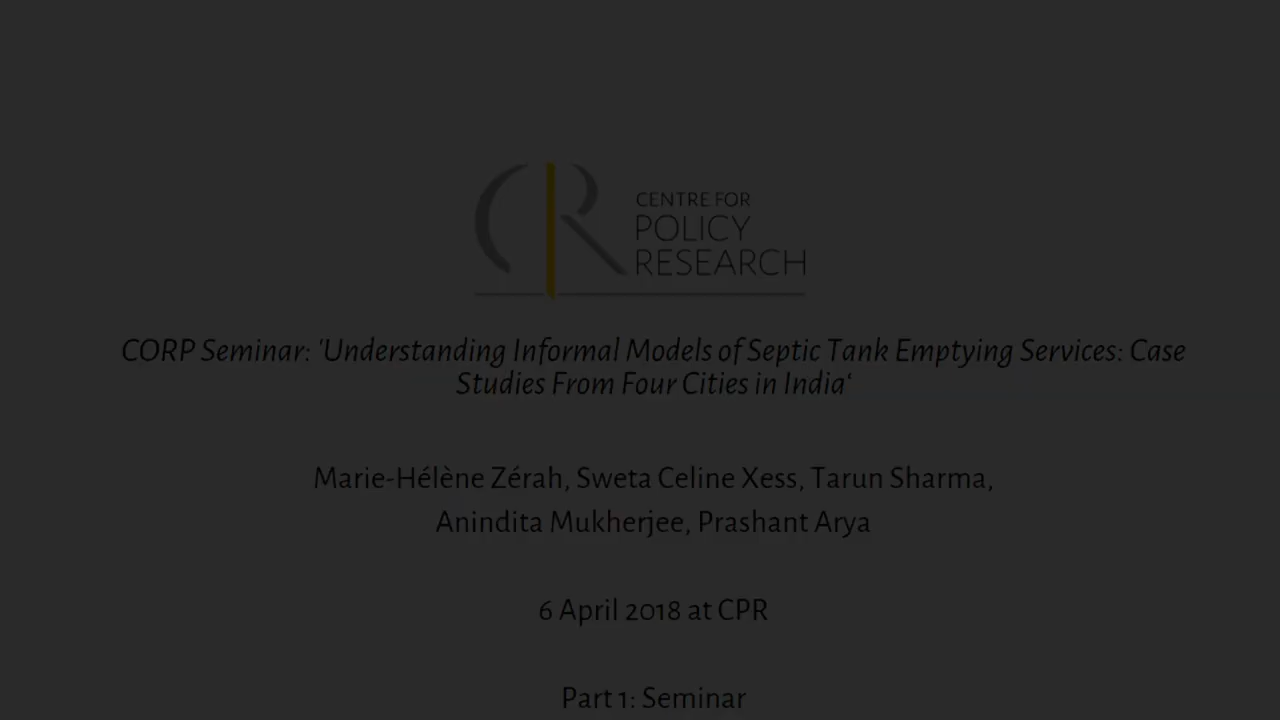 CENTRE FOR
POLICY
RESEARCH
CORP Seminar: 'Understanding Informal Models of Septic Tank Emptying Services: Case
Studies From Four Cities in India‘
Marie-Hélène Zérah, Sweta Celine Xess, Tarun Sharma,
Anindita Mukherjee, Prashant Arya
6 April 2018 at CPR
Part 1: Seminar